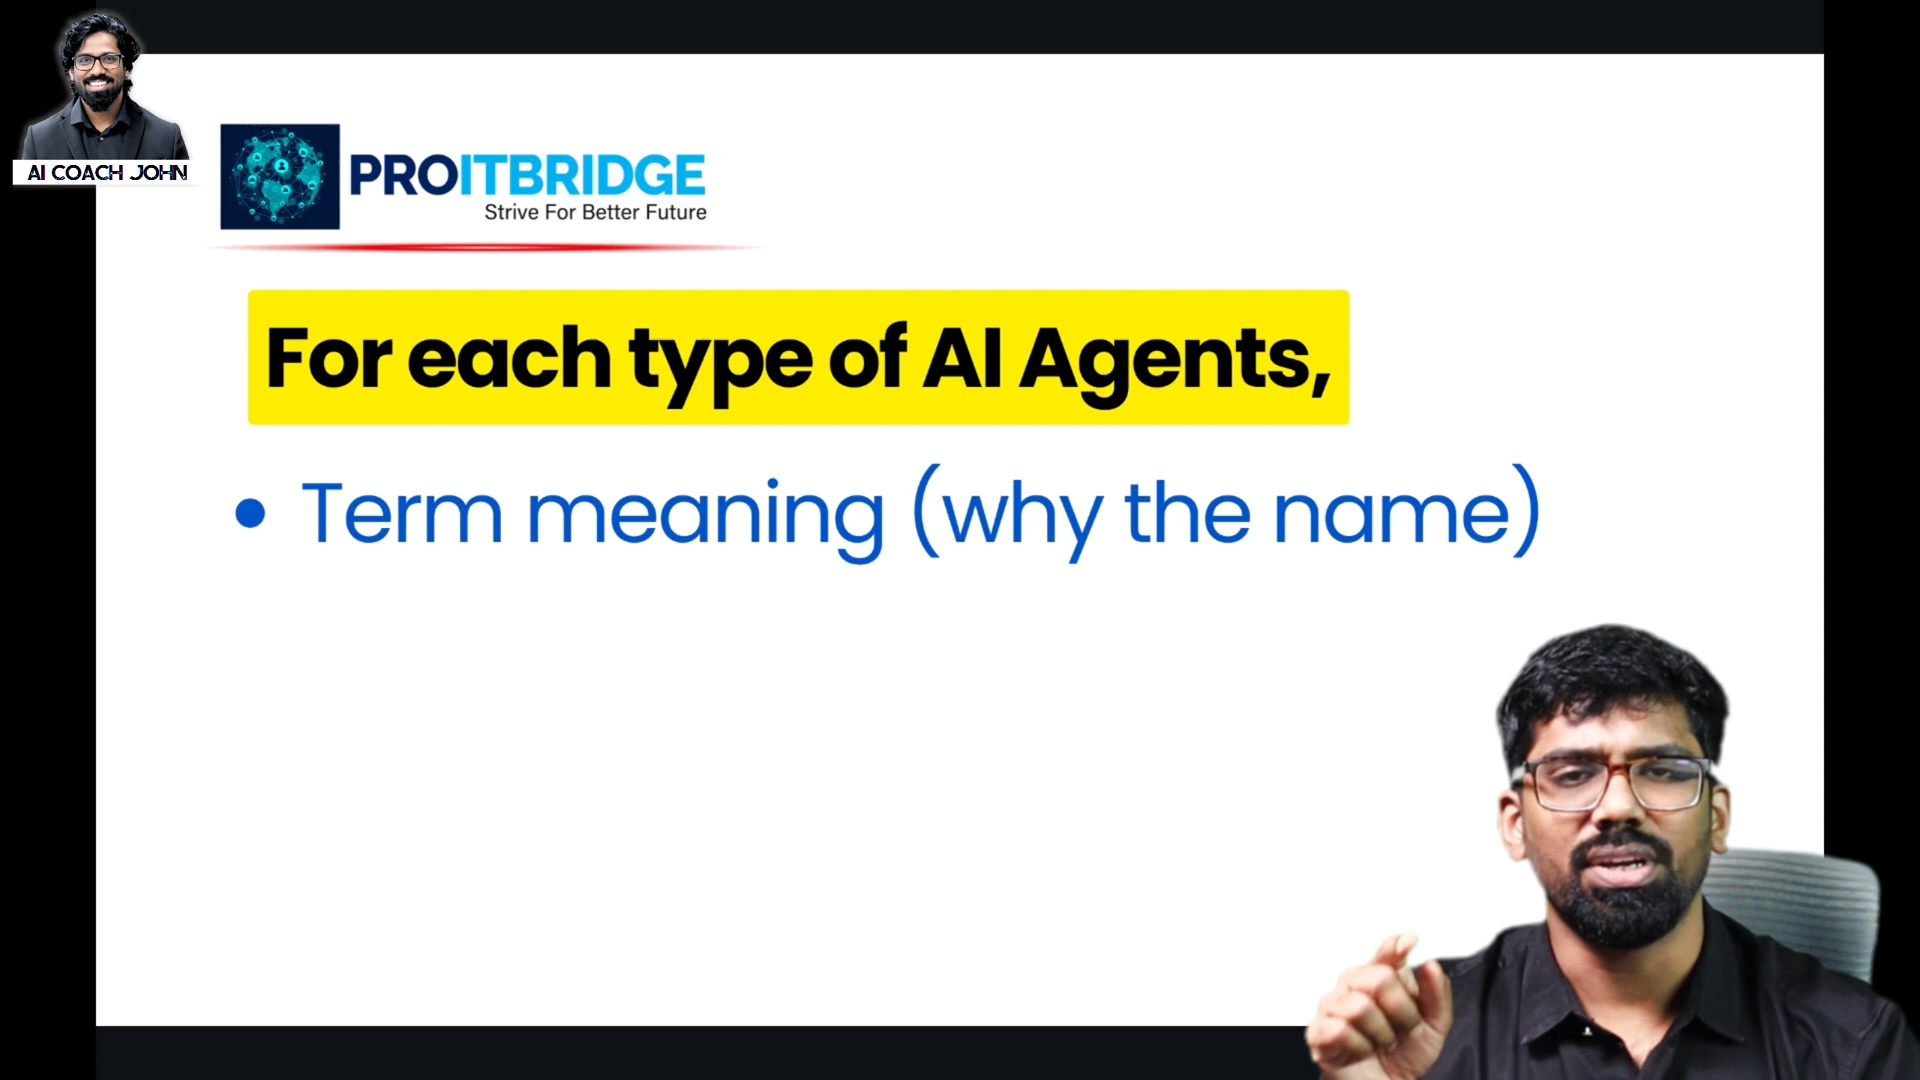 AI COACH JOHN
PROITBRIDGE
Strive For Better Future
For each type of AI Agents,
• Term meaning (why the name)